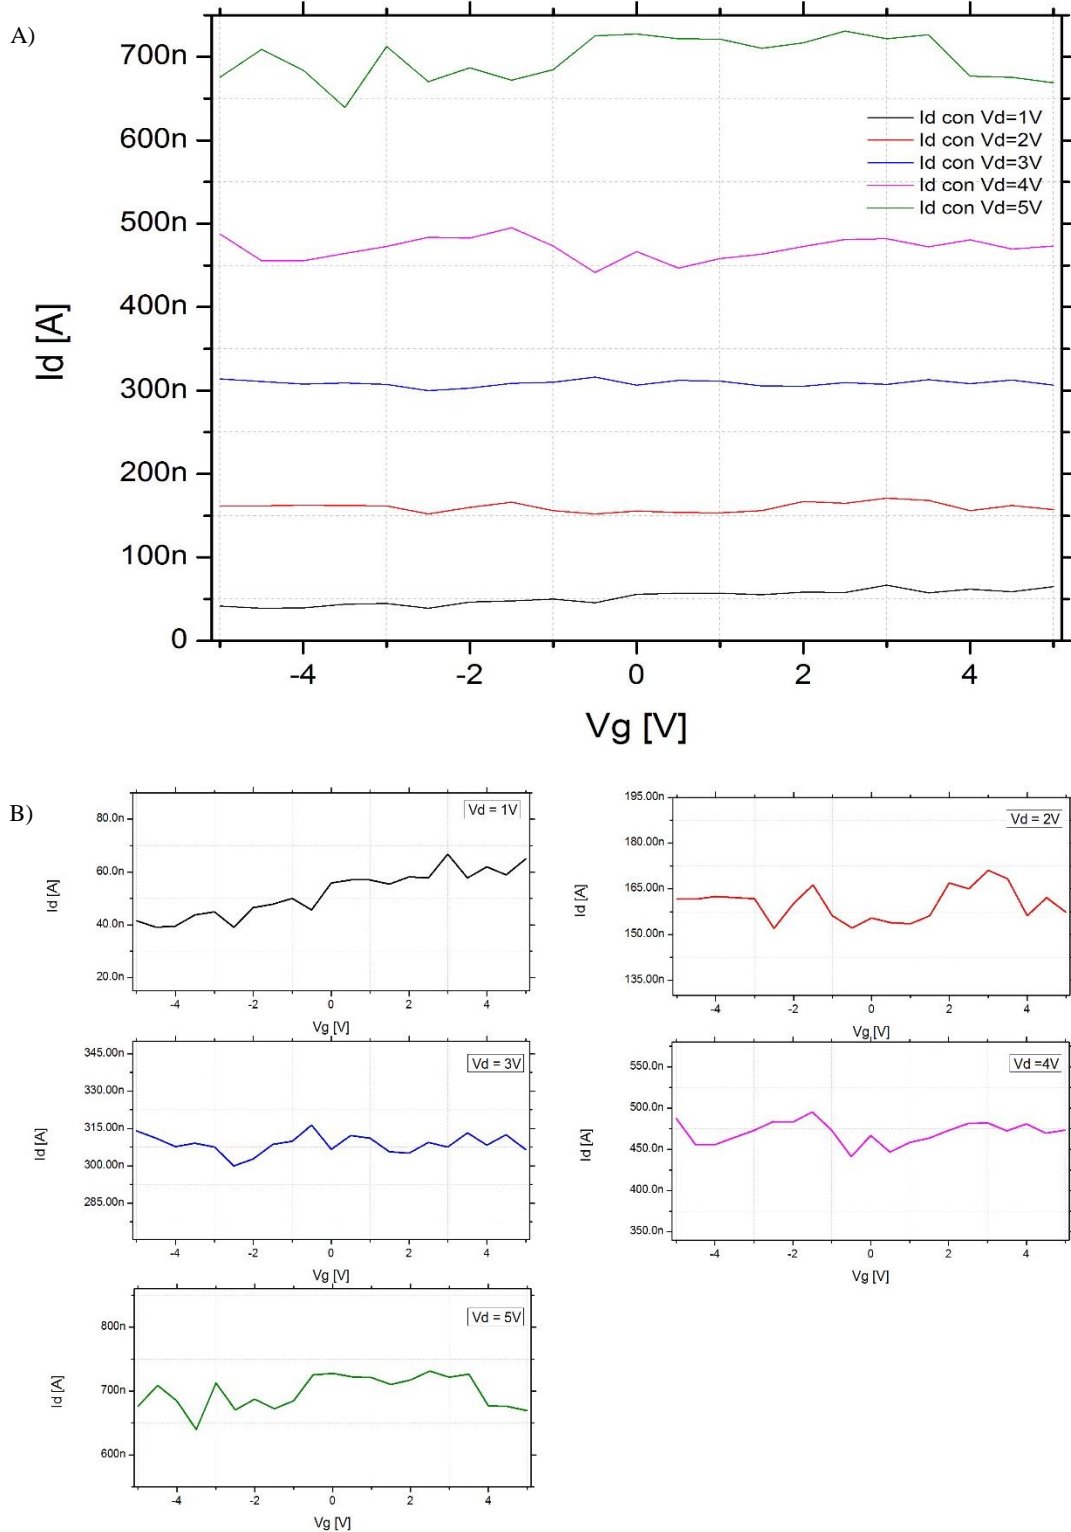 A)
700n
600n
500n
400n
300n
200n
100n
0
Id [A]
Id con Vd=1V
Id con Vd=2V
Id con Vd=3V
Id con Vd=4V
Id con Vd=5V
-4 -2 0 2 4
Vg [V]
B)
Vd = 1V
80.0n
60.0n
40.0n
20.0n
Id [A]
-4 -2 0 2 4
Vg [V]
Vd = 2V
195.00n
180.00n
165.00n
150.00n
135.00n
Id [A]
-4 -2 0 2 4
Vg [V]
Vd = 3V
345.00n
330.00n
315.00n
300.00n
285.00n
Id [A]
-4 -2 0 2 4
Vg [V]
Vd =4V
550.0n
500.0n
450.0n
400.0n
350.0n
Id [A]
-4 -2 0 2 4
Vg [V]
Vd = 5V
800n
700n
600n
Id [A]
-4 -2 0 2 4
Vg [V]